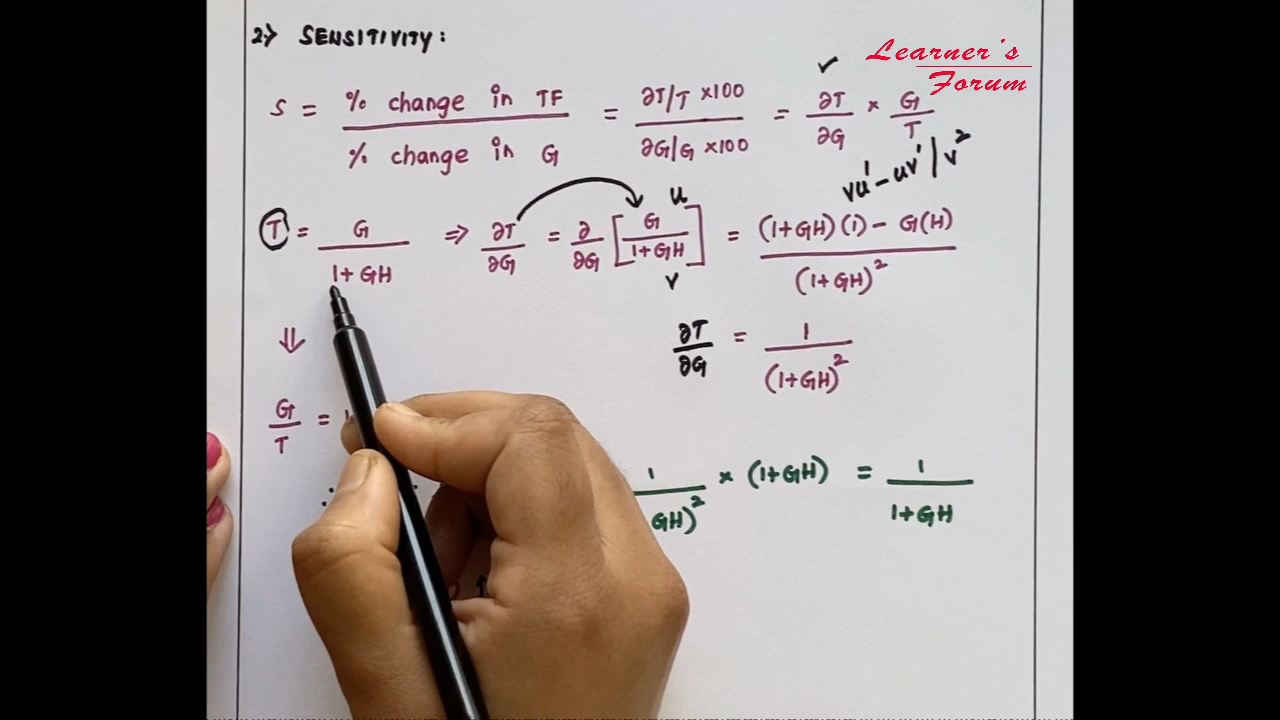 2) SENSITIVITY:
Learner's
Forum
S = % change in TF / % change in G = ∂T/T ×100 / ∂G/G ×100 = ∂T/∂G × G/T
vu' - uv' / v²
T = G / 1+GH ⇒ ∂T/∂G = ∂/∂G [G / 1+GH] = (1+GH)(1) - G(H) / (1+GH)²
u
v
⇓
∂T/∂G = 1 / (1+GH)²
G/T =
1 / GH)² × (1+GH) = 1 / 1+GH